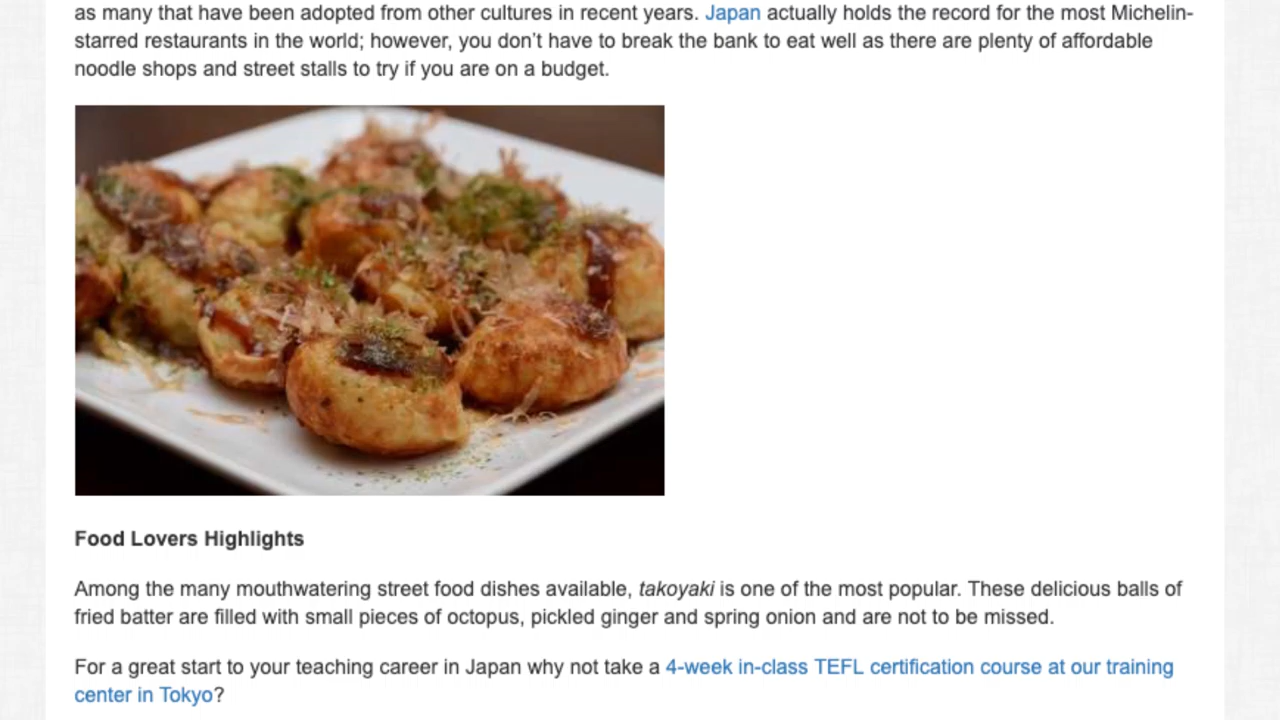 as many that have been adopted from other cultures in recent years. Japan actually holds the record for the most Michelin-
starred restaurants in the world; however, you don’t have to break the bank to eat well as there are plenty of affordable
noodle shops and street stalls to try if you are on a budget.
Food Lovers Highlights
Among the many mouthwatering street food dishes available, takoyaki is one of the most popular. These delicious balls of
fried batter are filled with small pieces of octopus, pickled ginger and spring onion and are not to be missed.
For a great start to your teaching career in Japan why not take a 4-week in-class TEFL certification course at our training
center in Tokyo?